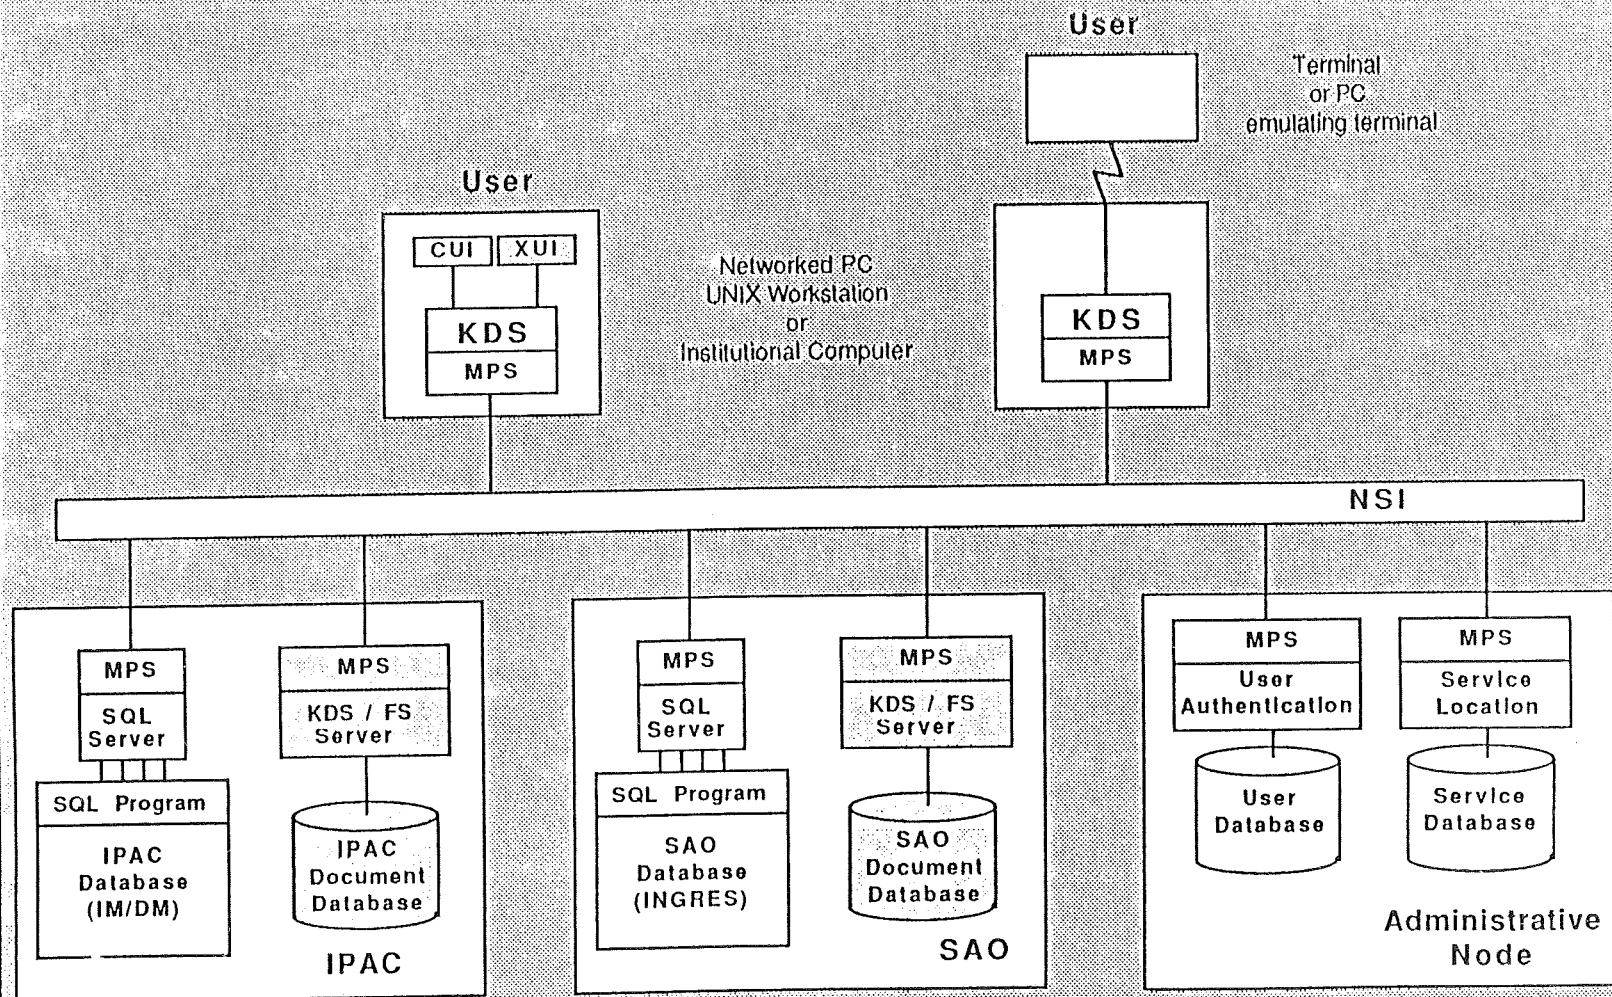 User
Terminal
or PC
emulating terminal
User
CUI
XUI
KDS
MPS
Networked PC
UNIX Workstation
or
Institutional Computer
KDS
MPS
NSI
MPS
SQL
Server
SQL Program
IPAC
Database
(IM/DM)
MPS
KDS / FS
Server
IPAC
Document
Database
IPAC
MPS
SQL
Server
SQL Program
SAO
Database
(INGRES)
MPS
KDS / FS
Server
SAO
Document
Database
SAO
MPS
User
Authentication
User
Database
MPS
Service
Location
Service
Database
Administrative
Node